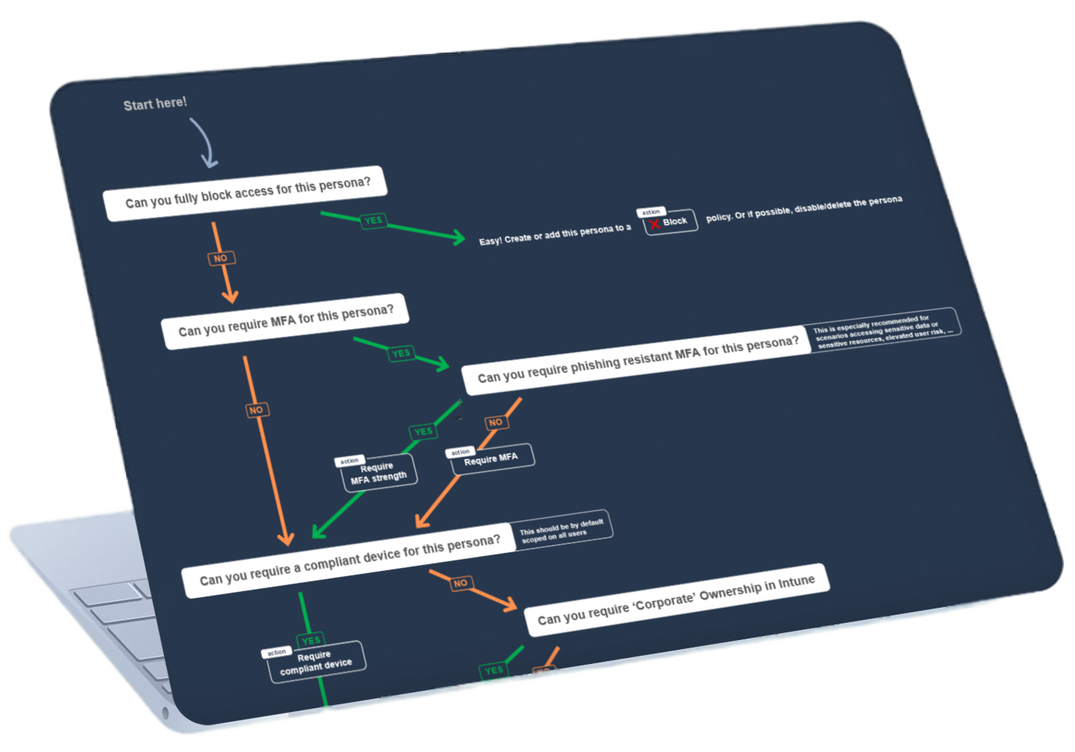 Start here!
Can you fully block access for this persona?
YES
Easy! Create or add this persona to a
action
Block
policy. Or if possible, disable/delete the persona
NO
Can you require MFA for this persona?
YES
Can you require phishing resistant MFA for this persona?
This is especially recommended for
scenarios accessing sensitive data or
sensitive resources, elevated user risk, ...
NO
YES
NO
action
Require
MFA strength
action
Require MFA
Can you require a compliant device for this persona?
This should be by default
scoped on all users
NO
Can you require ‘Corporate’ Ownership in Intune
YES
action
Require
compliant device
YES
NO